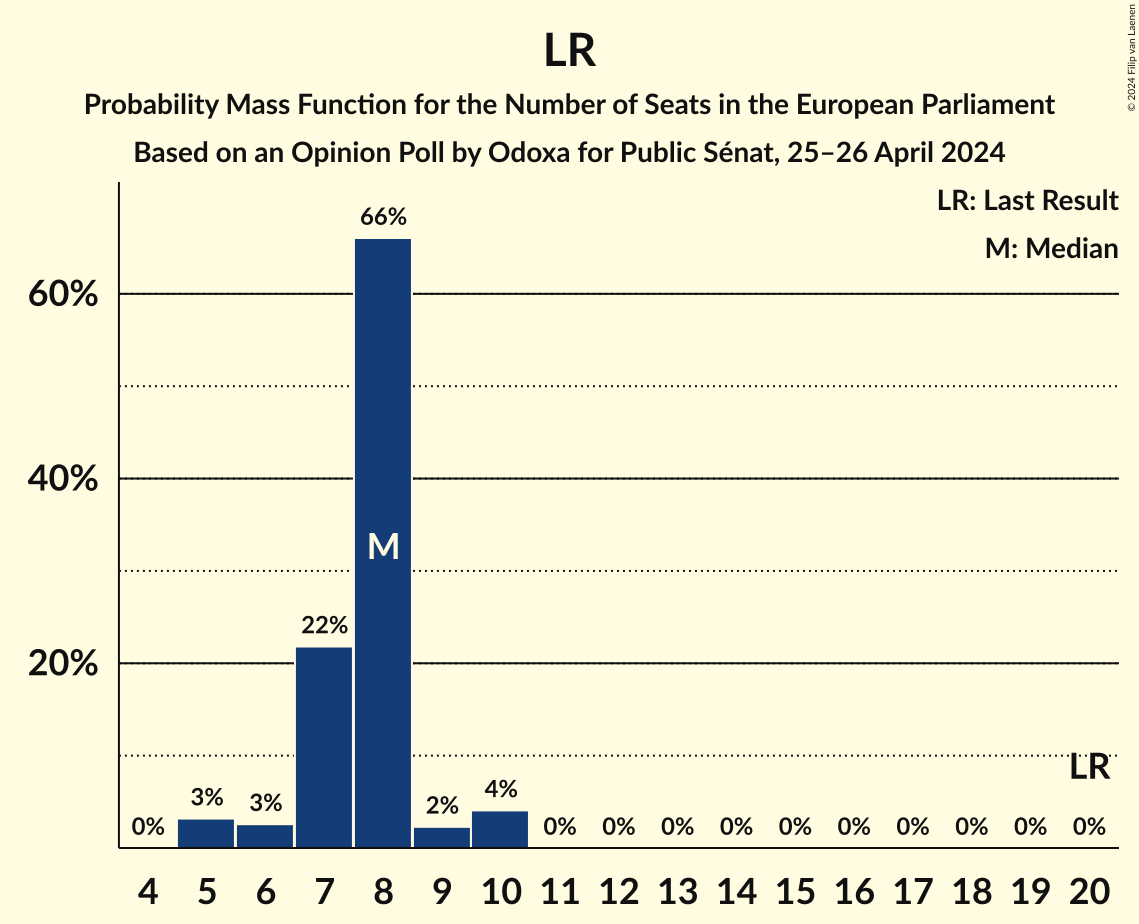 LR
Probability Mass Function for the Number of Seats in the European Parliament
Based on an Opinion Poll by Odoxa for Public Sénat, 25–26 April 2024
© 2024 Filip van Laenen
LR: Last Result
M: Median
66%
60%
40%
M
22%
20%
LR
0% 3% 3% 2% 4% 0% 0% 0% 0% 0% 0% 0% 0% 0% 0%
4 5 6 7 8 9 10 11 12 13 14 15 16 17 18 19 20